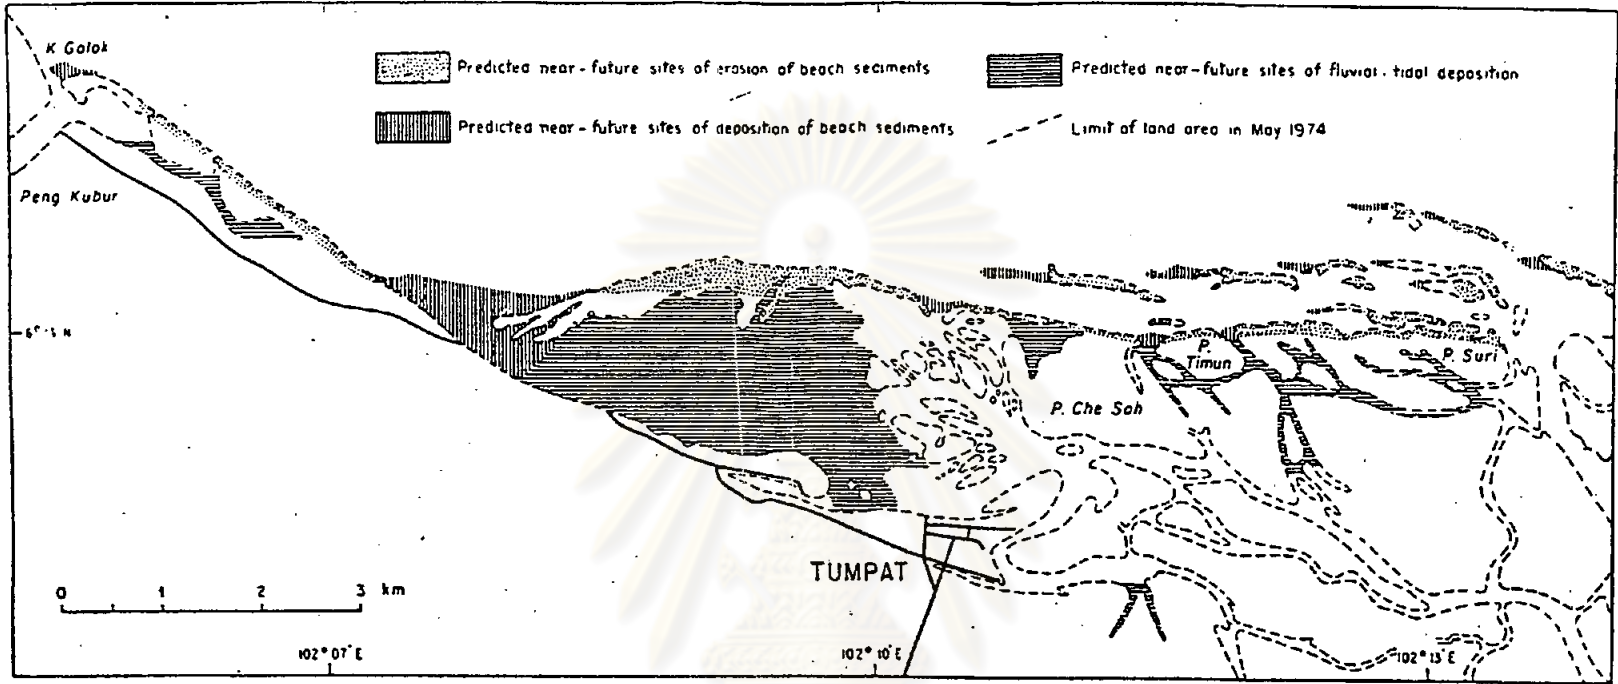 K Golok
Predicted near-future sites of erosion of beach sediments
Predicted near-future sites of fluvial-tidal deposition
Predicted near-future sites of deposition of beach sediments
Limit of land area in May 1974
Peng Kubur
P. Timun
P. Suri
P. Che Soh
TUMPAT
0 1 2 3 km
102° 07' E
102° 10' E
102° 13' E